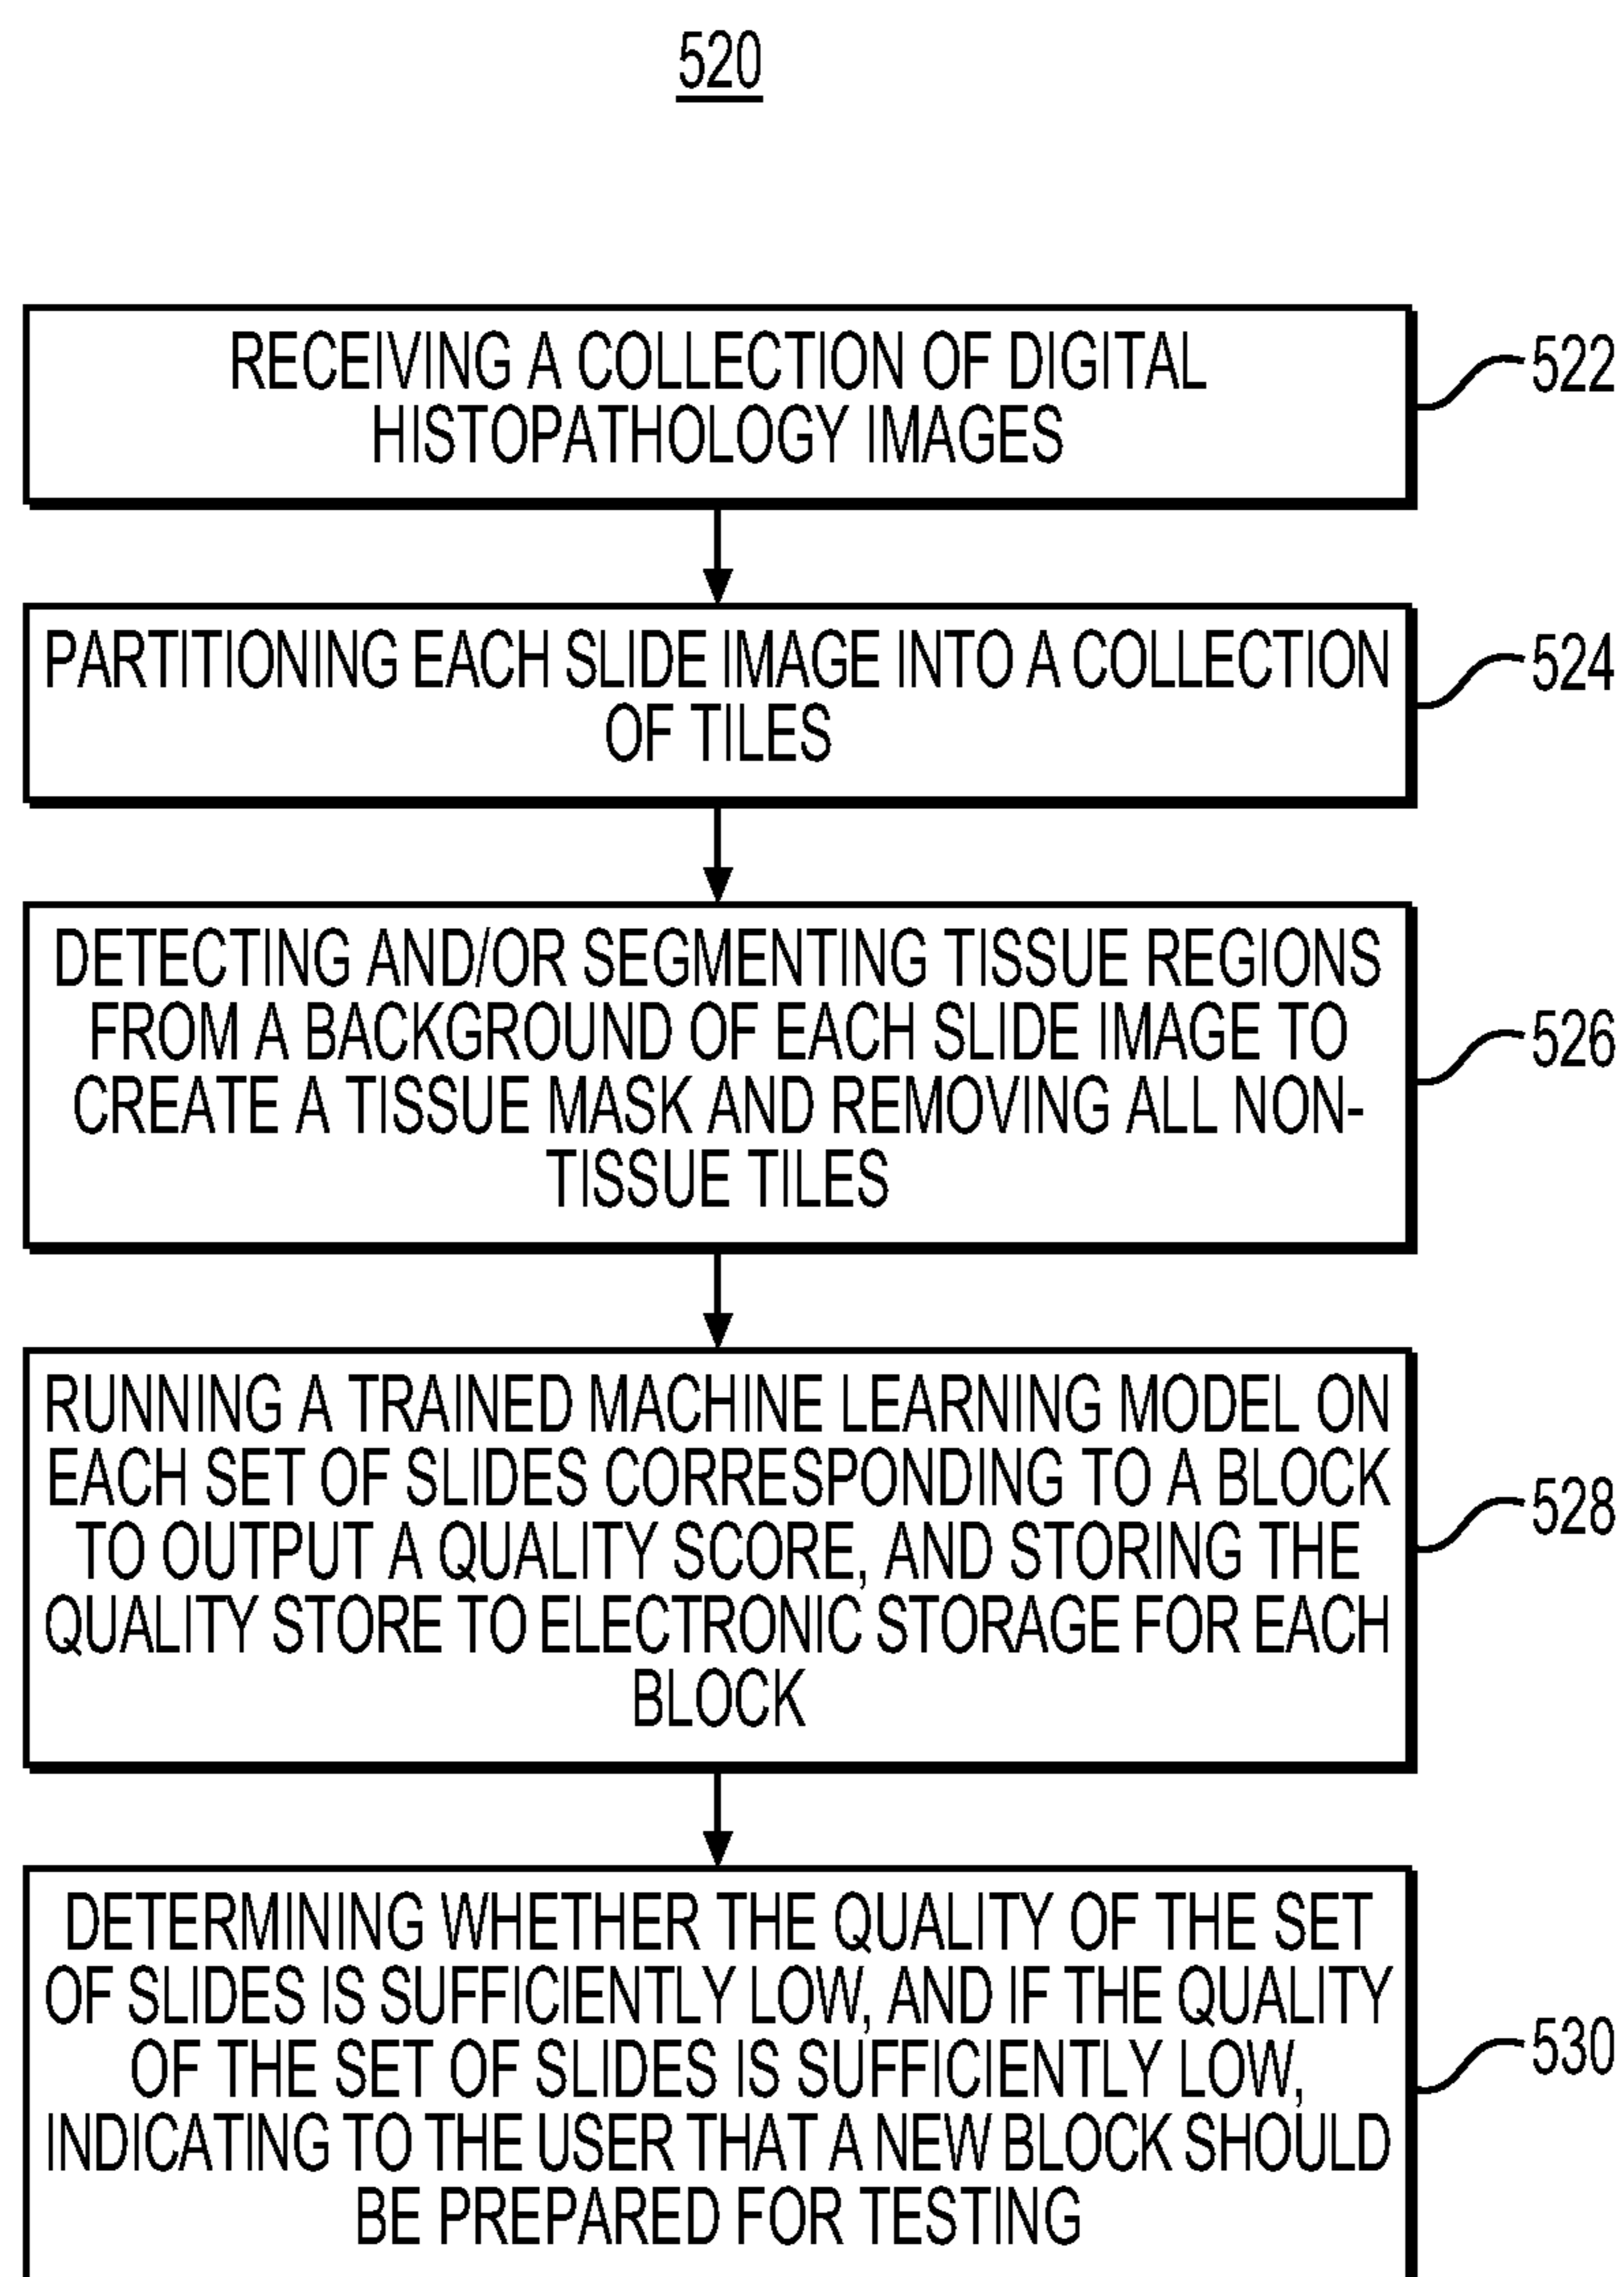 520
RECEIVING A COLLECTION OF DIGITAL
HISTOPATHOLOGY IMAGES
522
PARTITIONING EACH SLIDE IMAGE INTO A COLLECTION
OF TILES
524
DETECTING AND/OR SEGMENTING TISSUE REGIONS
FROM A BACKGROUND OF EACH SLIDE IMAGE TO
CREATE A TISSUE MASK AND REMOVING ALL NON-
TISSUE TILES
526
RUNNING A TRAINED MACHINE LEARNING MODEL ON
EACH SET OF SLIDES CORRESPONDING TO A BLOCK
TO OUTPUT A QUALITY SCORE, AND STORING THE
QUALITY STORE TO ELECTRONIC STORAGE FOR EACH
BLOCK
528
DETERMINING WHETHER THE QUALITY OF THE SET
OF SLIDES IS SUFFICIENTLY LOW, AND IF THE QUALITY
OF THE SET OF SLIDES IS SUFFICIENTLY LOW,
INDICATING TO THE USER THAT A NEW BLOCK SHOULD
BE PREPARED FOR TESTING
530